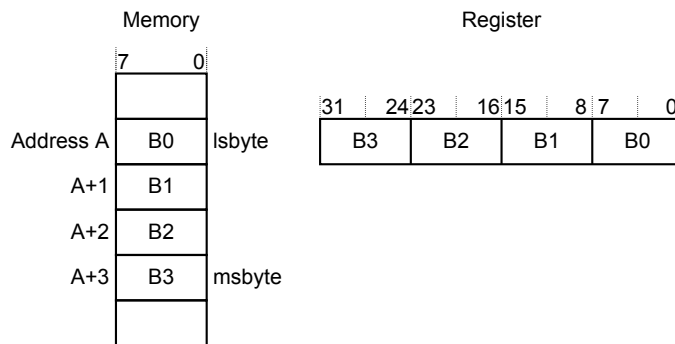 Memory Register
7 0
31 24 23 16 15 8 7 0
Address A B0 lsbyte B3 B2 B1 B0
A+1 B1
A+2 B2
A+3 B3 msbyte